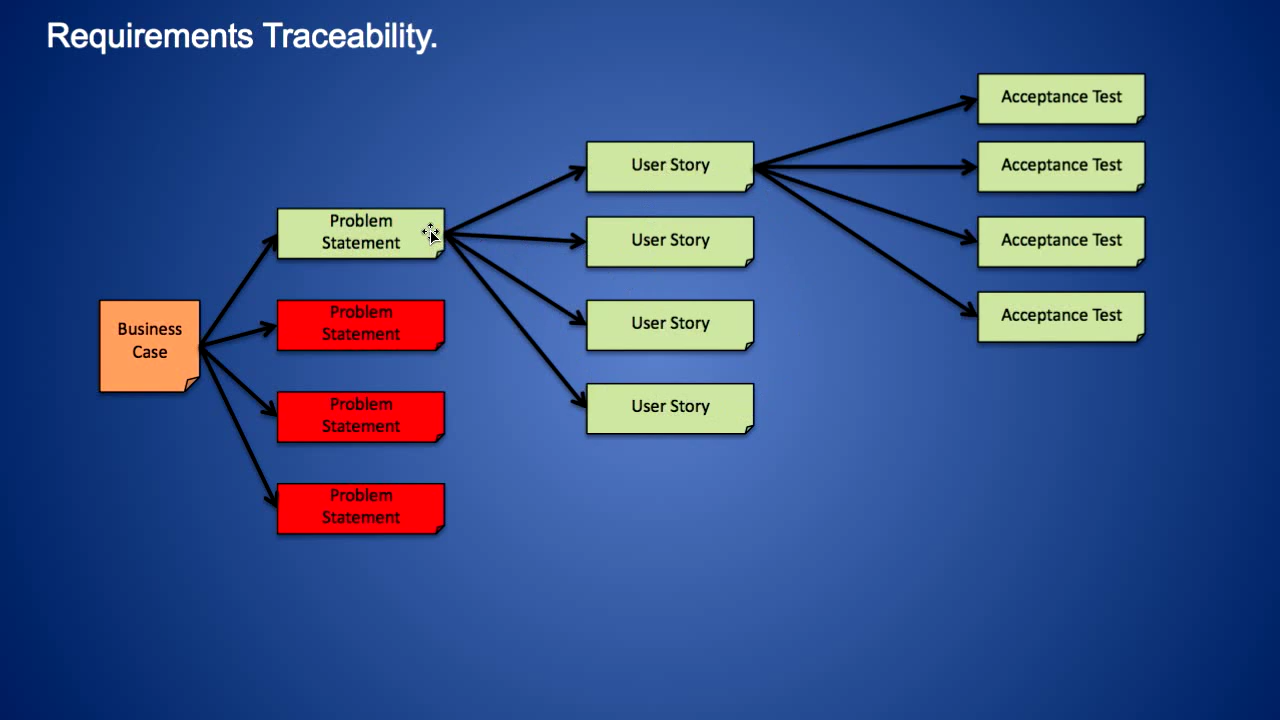 Requirements Traceability.
Business
Case
Problem
Statement
Problem
Statement
Problem
Statement
Problem
Statement
User Story
User Story
User Story
User Story
Acceptance Test
Acceptance Test
Acceptance Test
Acceptance Test